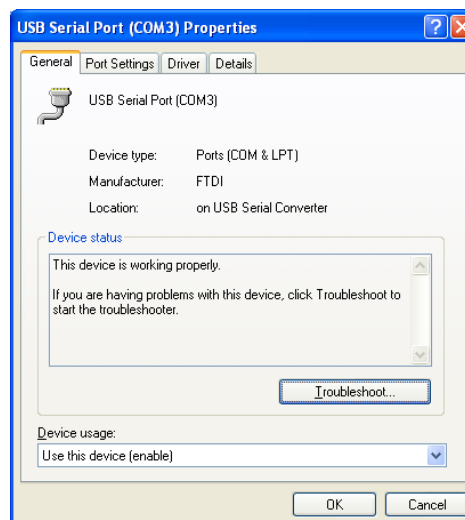 USB Serial Port (COM3) Properties
General Port Settings Driver Details
USB Serial Port (COM3)
Device type: Ports (COM & LPT)
Manufacturer: FTDI
Location: on USB Serial Converter
Device status
This device is working properly.
If you are having problems with this device, click Troubleshoot to
start the troubleshooter.
Troubleshoot...
Device usage:
Use this device (enable)
OK Cancel